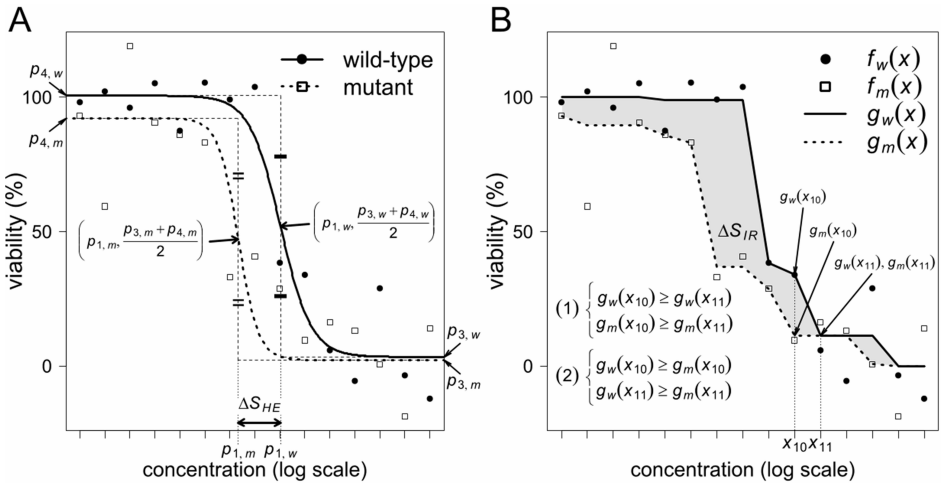 A
wild-type
mutant
p4, w
p4, m
100
50
0
viability (%)
(p1, m, p3, m + p4, m / 2)
(p1, w, p3, w + p4, w / 2)
p3, w
p3, m
ΔSHE
p1, m p1, w
concentration (log scale)
B
fw(x)
fm(x)
gw(x)
gm(x)
100
50
0
viability (%)
gw(x10)
gm(x10)
gw(x11), gm(x11)
ΔSIR
(1) { gw(x10) ≥ gw(x11)
gm(x10) ≥ gm(x11)
(2) { gw(x10) ≥ gm(x10)
gw(x11) ≥ gm(x11)
x10 x11
concentration (log scale)